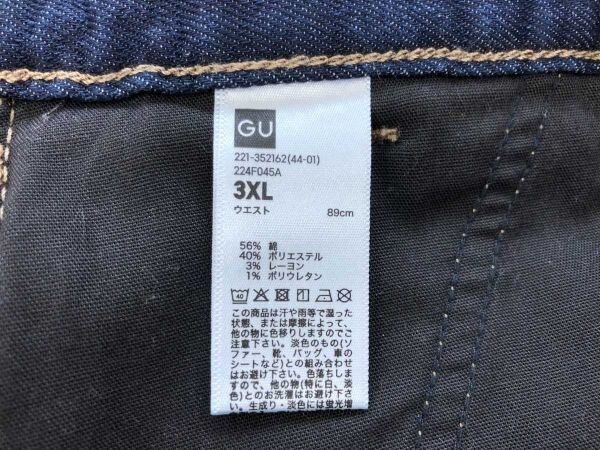 GU
221-352162(44-01)
224F045A
3XL
ウエスト 89cm
56% 綿
40% ポリエステル
3% レーヨン
1% ポリウレタン
40
この商品は汗や雨等で湿った
状態、または摩擦によって、
他の物に色移りしますのでご
注意下さい。淡色のもの(ソ
ファー、靴、バッグ、車の
シートなど)との組み合わせ
はお避け下さい。色落ちしま
すので、他の物(特に白、淡
色)とのお洗濯はお避け下さ
い。生成り・淡色には蛍光増